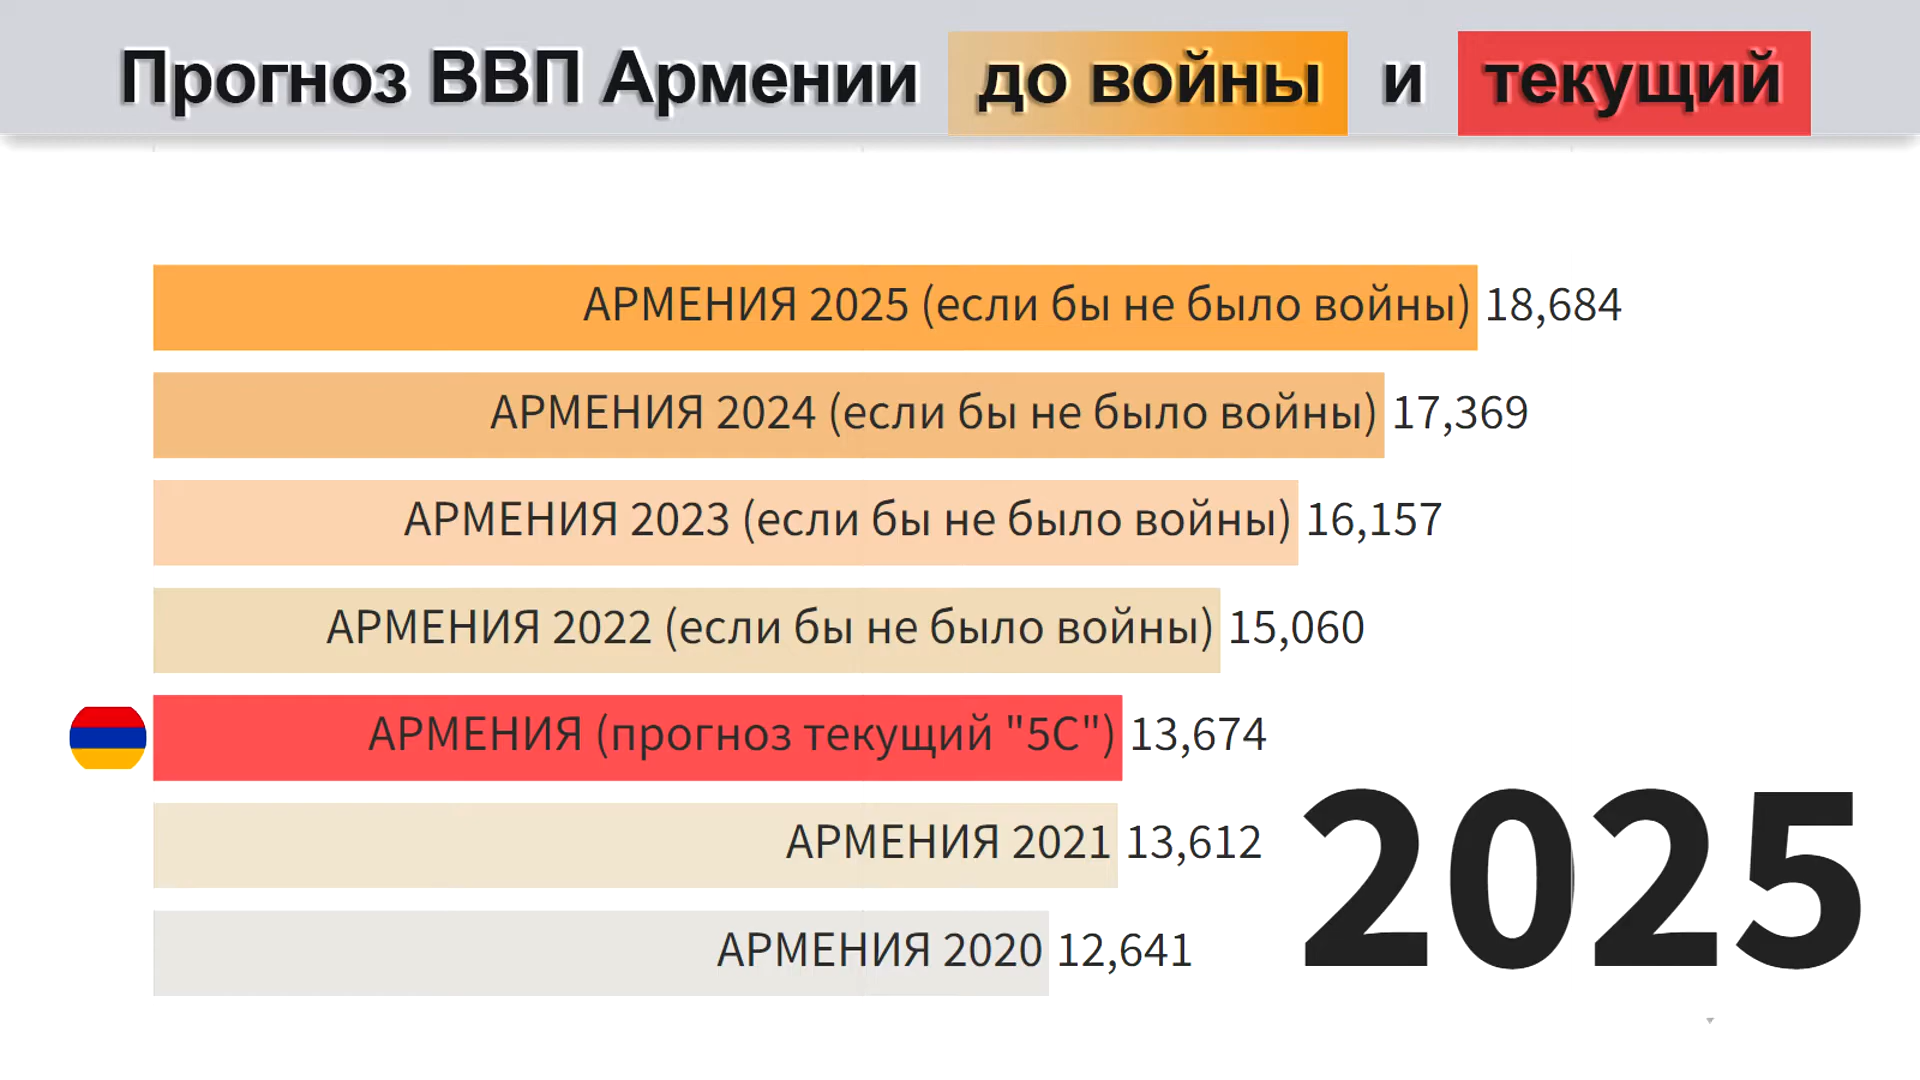 Прогноз ВВП Армении до войны и текущий
АРМЕНИЯ 2025 (если бы не было войны) 18,684
АРМЕНИЯ 2024 (если бы не было войны) 17,369
АРМЕНИЯ 2023 (если бы не было войны) 16,157
АРМЕНИЯ 2022 (если бы не было войны) 15,060
АРМЕНИЯ (прогноз текущий "5С") 13,674
АРМЕНИЯ 2021 13,612
АРМЕНИЯ 2020 12,641
2025